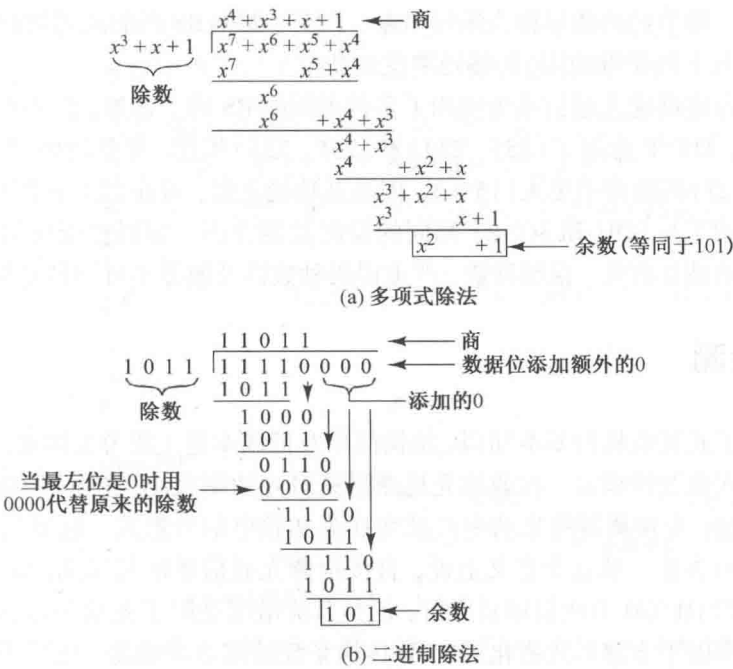 x⁴ + x³ + x + 1 商
x³ + x + 1 x⁷ + x⁶ + x⁵ + x⁴
除数 x⁷ x⁵ + x⁴
x⁶
x⁶ + x⁴ + x³
x⁴ + x³
x⁴ + x² + x
x³ + x² + x
x³ x + 1
x² + 1 余数(等同于101)
(a) 多项式除法
1 1 0 1 1 商
1 0 1 1 1 1 1 1 0 0 0 0 数据位添加额外的0
除数 1 0 1 1 添加的0
1 0 0 0
1 0 1 1
0 1 1 0
当最左位是0时用
0000代替原来的除数 0 0 0 0
1 1 0 0
1 0 1 1
1 1 1 0
1 0 1 1
1 0 1 余数
(b) 二进制除法